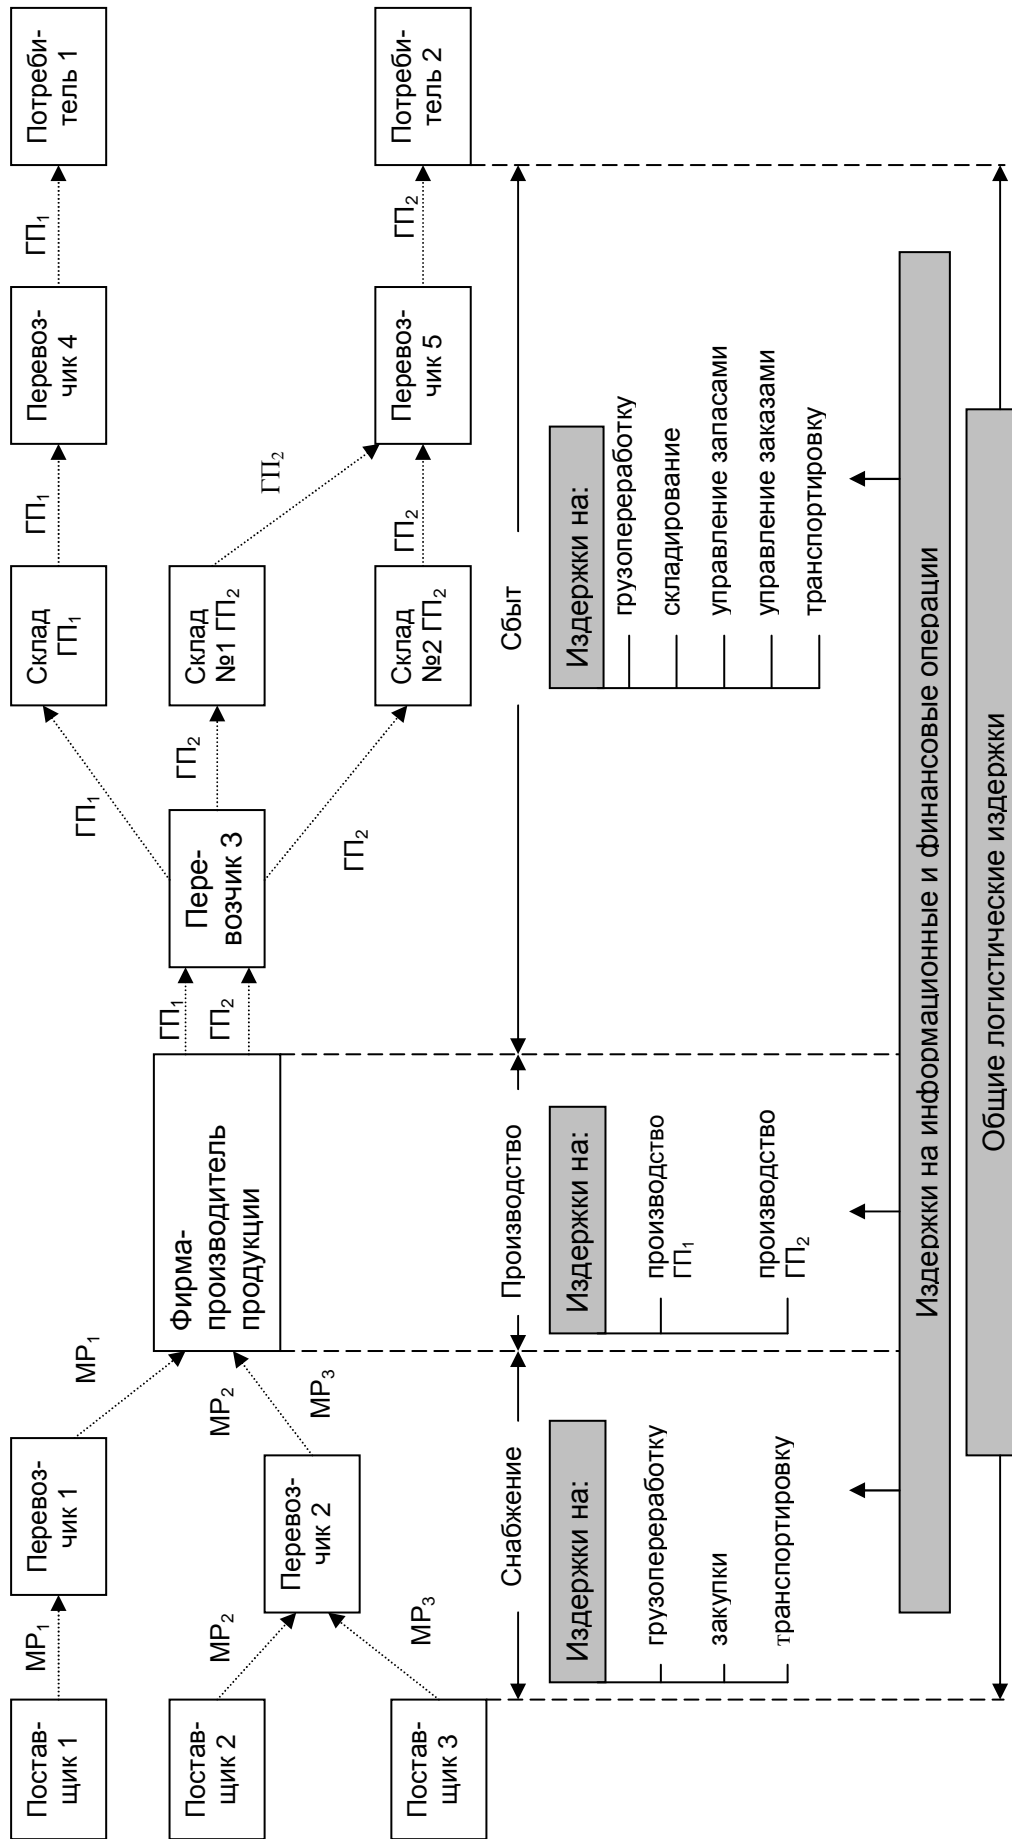 Постав-
щик 1
МР₁
Перевоз-
чик 1
МР₁
Постав-
щик 2
МР₂
Постав-
щик 3
МР₃
Перевоз-
чик 2
МР₂
МР₃
Фирма-
производитель
продукции
ГП₁
ГП₂
Пере-
возчик 3
ГП₁
ГП₂
ГП₂
Склад
ГП₁
ГП₁
Перевоз-
чик 4
ГП₁
Потреби-
тель 1
Склад
№1 ГП₂
ГП₂
Склад
№2 ГП₂
ГП₂
Перевоз-
чик 5
ГП₂
Потреби-
тель 2
Снабжение
Производство
Сбыт
Издержки на:
грузопереработку
закупки
транспортировку
Издержки на:
производство
ГП₁
производство
ГП₂
Издержки на:
грузопереработку
складирование
управление запасами
управление заказами
транспортировку
Издержки на информационные и финансовые операции
Общие логистические издержки